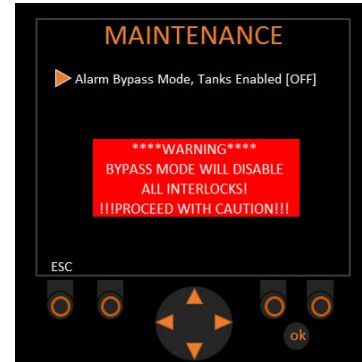 MAINTENANCE
Alarm Bypass Mode, Tanks Enabled [OFF]
****WARNING****
BYPASS MODE WILL DISABLE
ALL INTERLOCKS!
!!!PROCEED WITH CAUTION!!!
ESC
ok